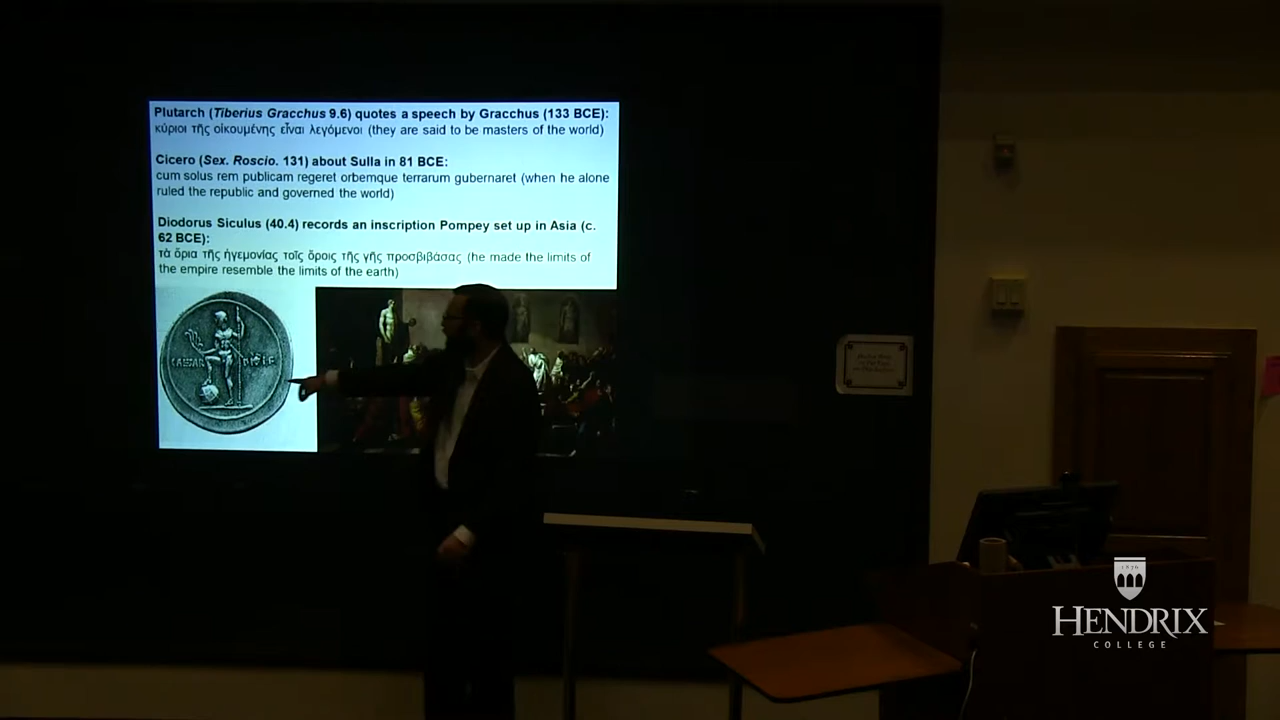 Plutarch (Tiberius Gracchus 9.6) quotes a speech by Gracchus (133 BCE):
κύριοι τῆς οἰκουμένης εἶναι λεγόμενοι (they are said to be masters of the world)
Cicero (Sex. Roscio. 131) about Sulla in 81 BCE:
cum solus rem publicam regeret orbemque terrarum gubernaret (when he alone
ruled the republic and governed the world)
Diodorus Siculus (40.4) records an inscription Pompey set up in Asia (c.
62 BCE):
τὰ ὅρια τῆς ἡγεμονίας τοῖς ὅροις τῆς γῆς προσβιβάσας (he made the limits of
the empire resemble the limits of the earth)
CAESAR DIVI F
1876
HENDRIX
COLLEGE